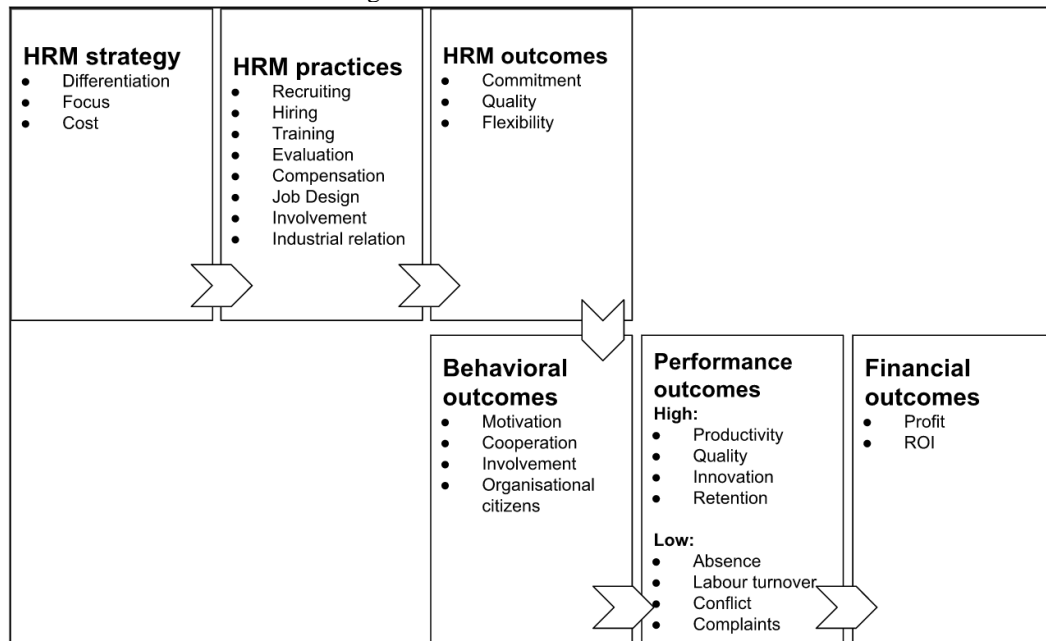 HRM strategy
● Differentiation
● Focus
● Cost
HRM practices
● Recruiting
● Hiring
● Training
● Evaluation
● Compensation
● Job Design
● Involvement
● Industrial relation
HRM outcomes
● Commitment
● Quality
● Flexibility
Behavioral
outcomes
● Motivation
● Cooperation
● Involvement
● Organisational
citizens
Performance
outcomes
High:
● Productivity
● Quality
● Innovation
● Retention
Low:
● Absence
● Labour turnover
● Conflict
● Complaints
Financial
outcomes
● Profit
● ROI